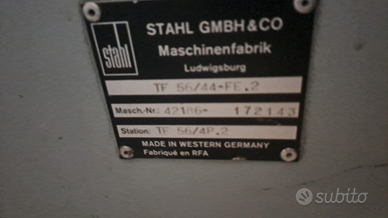 stahl
STAHL GMBH & CO
Maschinenfabrik
Ludwigsburg
TF 56/44-FE.2
Masch.-Nr.: 42186- 172143
Station: TF 56/4P.2
MADE IN WESTERN GERMANY
Fabriqué en RFA
subito